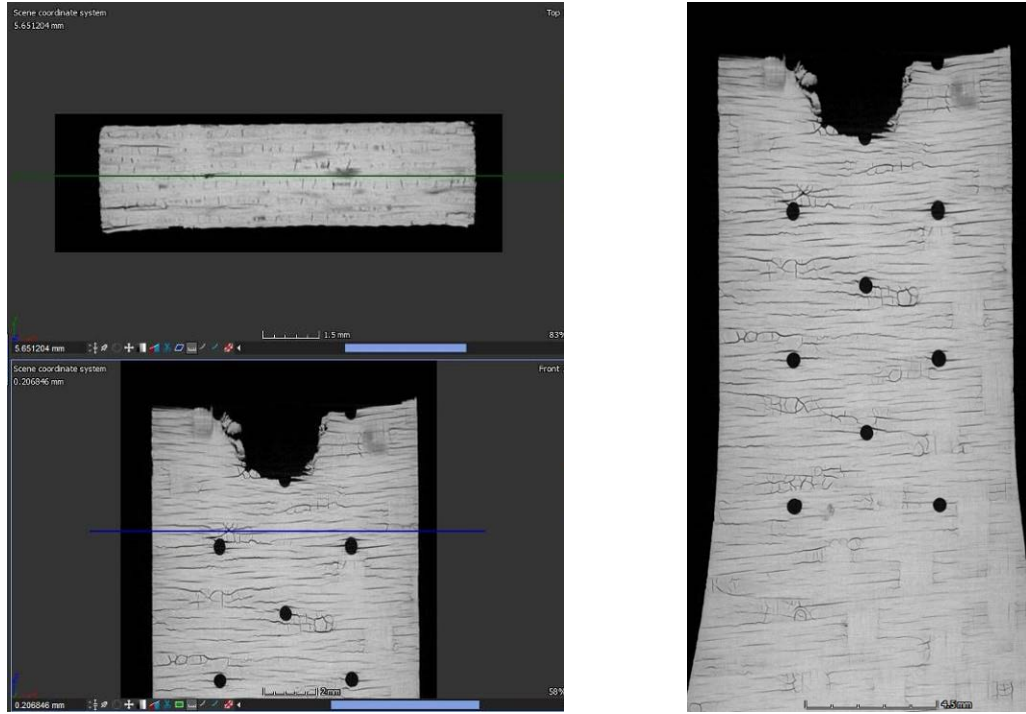 Scene coordinate system Top
5.651204 mm
1.5 mm 83%
5.651204 mm
Scene coordinate system Front
0.206846 mm
2 mm 58%
0.206846 mm
4.5 mm